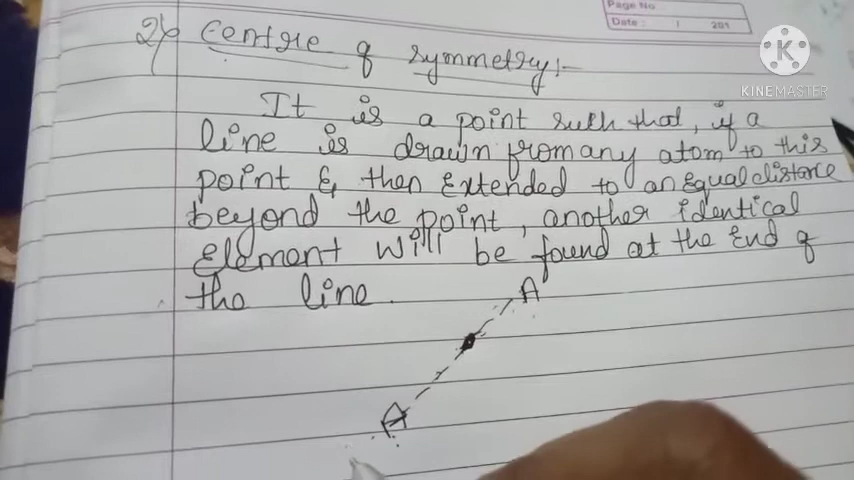 Page No
Date : / 201
K
KINEMASTER
2) Centre of symmetry:-
It is a point such that, if a
line is drawn from any atom to this
point & then Extended to an Equal distance
beyond the point, another identical
Element will be found at the End of
the line.
A
A